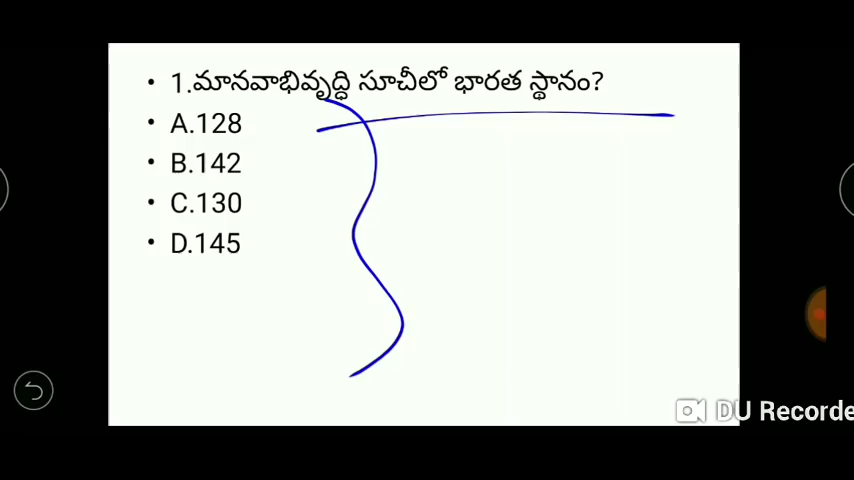 • 1.మానవాభివృద్ధి సూచీలో భారత స్థానం?
• A.128
• B.142
• C.130
• D.145
DU Recorde